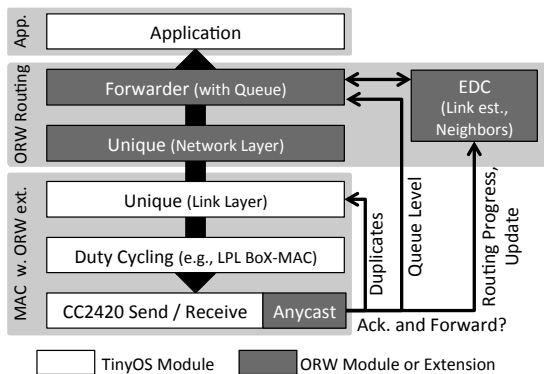 App.
Application
ORW Routing
Forwarder (with Queue)
EDC
(Link est.,
Neighbors)
Unique (Network Layer)
MAC w. ORW ext.
Unique (Link Layer)
Duty Cycling (e.g., LPL BoX-MAC)
CC2420 Send / Receive
Anycast
Duplicates
Queue Level
Routing Progress,
Update
Ack. and Forward?
TinyOS Module
ORW Module or Extension